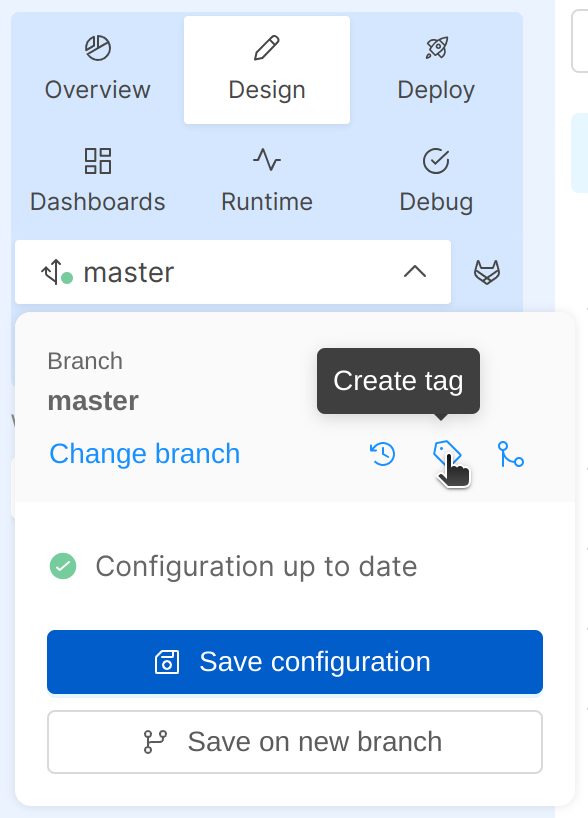 Overview
Design
Deploy
Dashboards
Runtime
Debug
master
Branch
master
Create tag
Change branch
Configuration up to date
Save configuration
Save on new branch